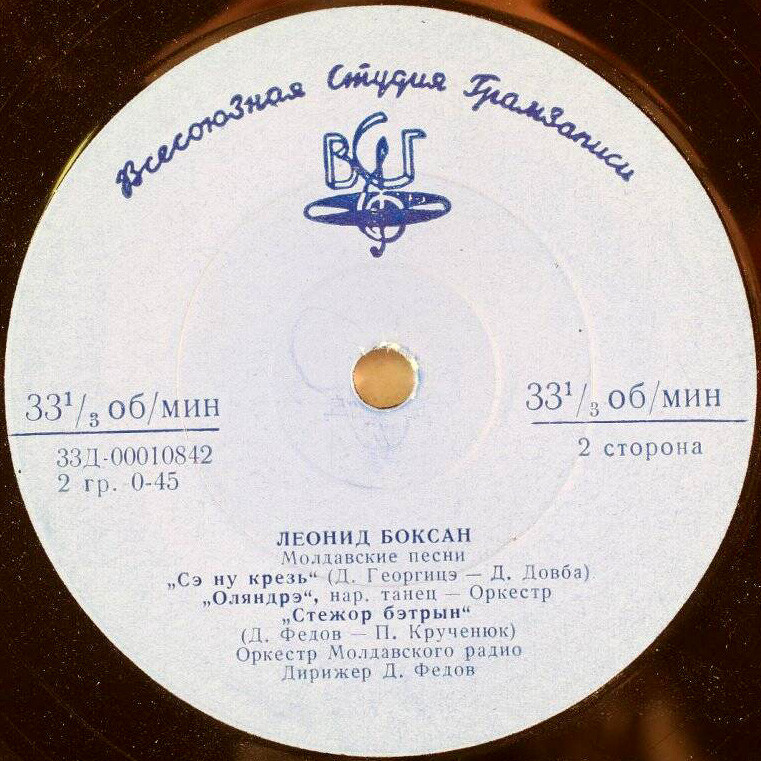 Всесоюзная Студия Грамзаписи
ВСГ
33¹/₃ об/мин
33Д-00010842
2 гр. 0-45
33¹/₃ об/мин
2 сторона
ЛЕОНИД БОКСАН
Молдавские песни
„Сэ ну крезь“ (Д. Георгицэ — Д. Довба)
„Оляндрэ“, нар. танец — Оркестр
„Стежор бэтрын“
(Д. Федов — П. Крученюк)
Оркестр Молдавского радио
Дирижер Д. Федов